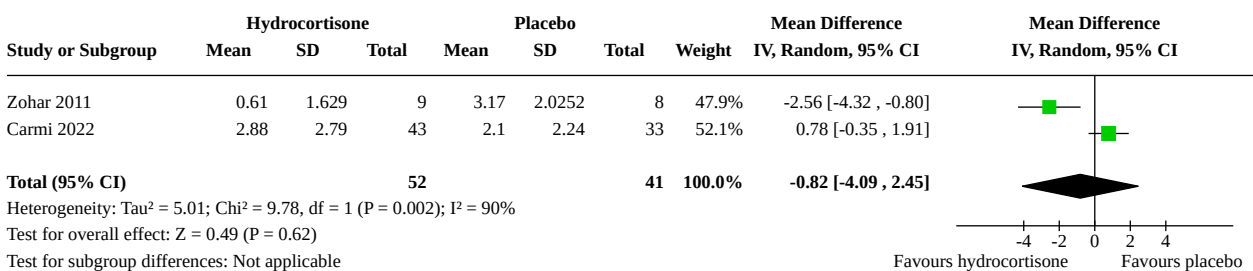 Hydrocortisone Placebo Mean Difference Mean Difference
Study or Subgroup Mean SD Total Mean SD Total Weight IV, Random, 95% CI IV, Random, 95% CI
Zohar 2011 0.61 1.629 9 3.17 2.0252 8 47.9% -2.56 [-4.32 , -0.80]
Carmi 2022 2.88 2.79 43 2.1 2.24 33 52.1% 0.78 [-0.35 , 1.91]
Total (95% CI) 52 41 100.0% -0.82 [-4.09 , 2.45]
Heterogeneity: Tau² = 5.01; Chi² = 9.78, df = 1 (P = 0.002); I² = 90%
Test for overall effect: Z = 0.49 (P = 0.62)
-4 -2 0 2 4
Test for subgroup differences: Not applicable Favours hydrocortisone Favours placebo